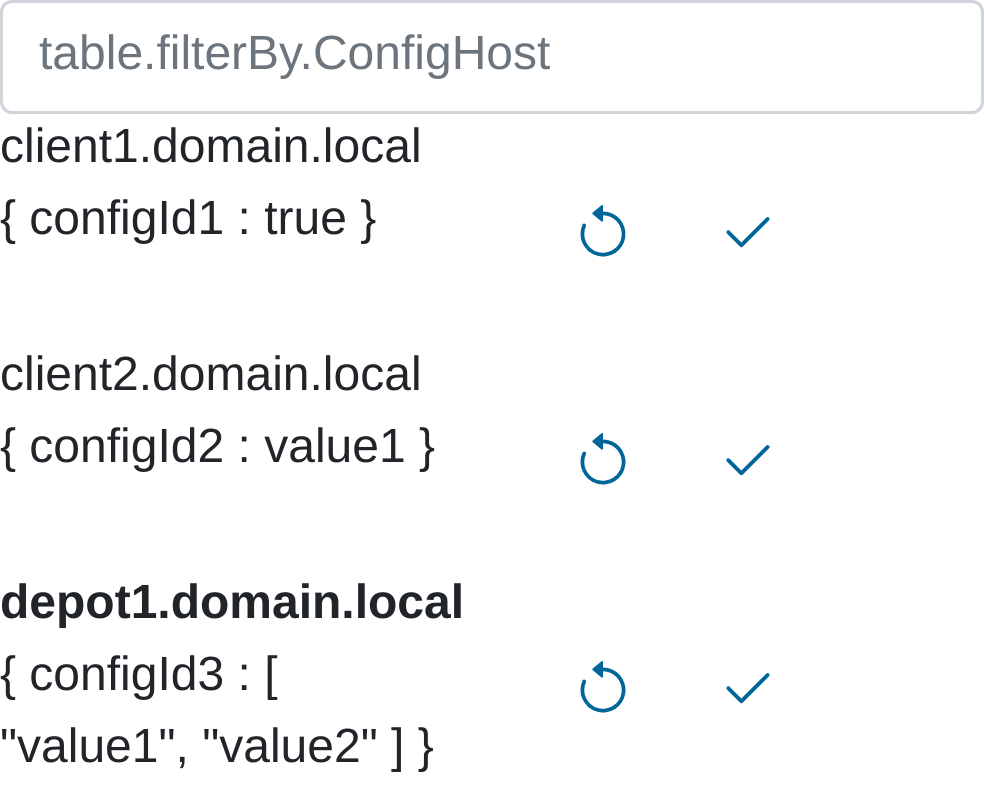 table.filterBy.ConfigHost
client1.domain.local
{ configId1 : true }
client2.domain.local
{ configId2 : value1 }
depot1.domain.local
{ configId3 : [
"value1", "value2" ] }